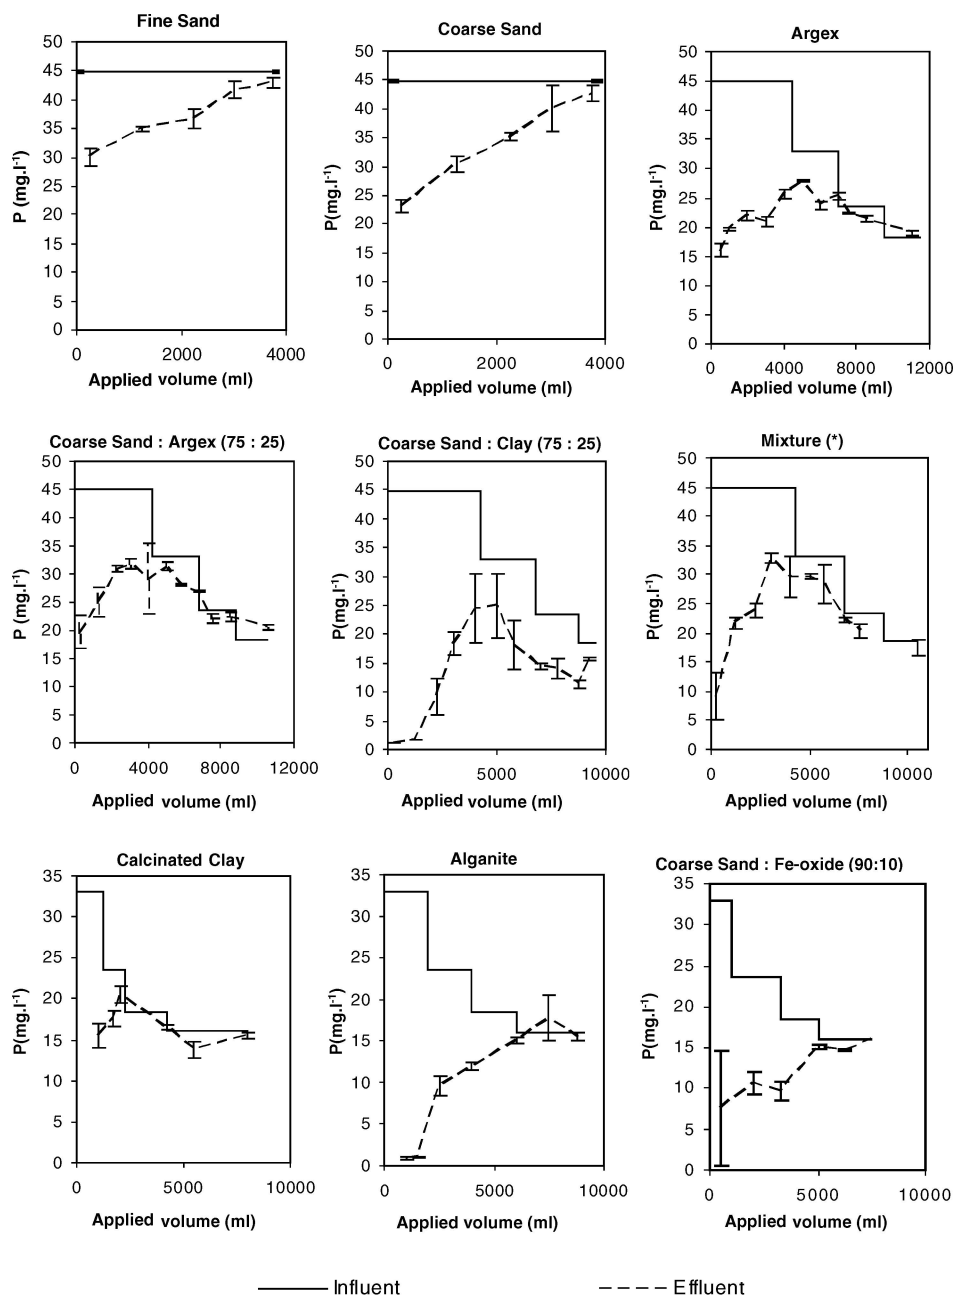 Fine Sand
50
45
40
35
30
25
20
15
10
5
0
P (mg.l-1)
0 2000 4000
Applied volume (ml)
Coarse Sand
50
45
40
35
30
25
20
15
10
5
0
P(mg.l-1)
0 2000 4000
Applied volume (ml)
Argex
50
45
40
35
30
25
20
15
10
5
0
P(mg.l-1)
0 4000 8000 12000
Applied volume (ml)
Coarse Sand : Argex (75 : 25)
50
45
40
35
30
25
20
15
10
5
0
P (mg.l-1)
0 4000 8000 12000
Applied volume (ml)
Coarse Sand : Clay (75 : 25)
50
45
40
35
30
25
20
15
10
5
0
P(mg.l-1)
0 5000 10000
Applied volume (ml)
Mixture (*)
50
45
40
35
30
25
20
15
10
5
0
P(mg.l-1)
0 5000 10000
Applied volume (ml)
Calcinated Clay
35
30
25
20
15
10
5
0
P(mg.l-1)
0 5000 10000
Applied volume (ml)
Alganite
35
30
25
20
15
10
5
0
P(mg.l-1)
0 5000 10000
Applied volume (ml)
Coarse Sand : Fe-oxide (90:10)
35
30
25
20
15
10
5
0
P(mg.l-1)
0 5000 10000
Applied volume (ml)
Influent Effluent